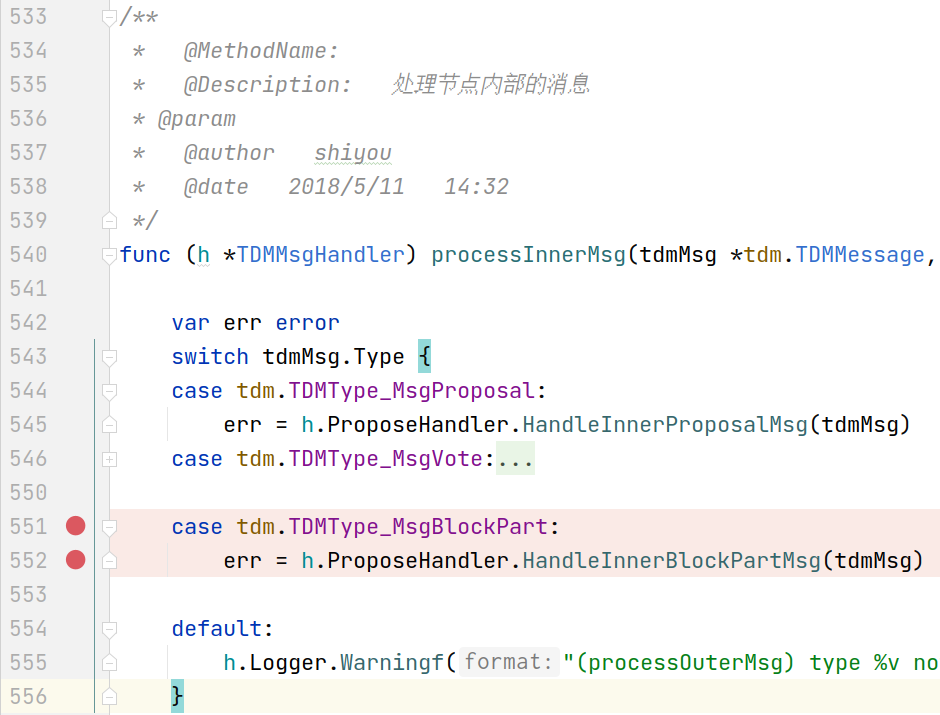 533 /**
534 * @MethodName:
535 * @Description: 处理节点内部的消息
536 * @param
537 * @author shiyou
538 * @date 2018/5/11 14:32
539 */
540 func (h *TDMMsgHandler) processInnerMsg(tdmMsg *tdm.TDMMessage,
541
542 var err error
543 switch tdmMsg.Type {
544 case tdm.TDMType_MsgProposal:
545 err = h.ProposeHandler.HandleInnerProposalMsg(tdmMsg)
546 case tdm.TDMType_MsgVote:...
550
551 case tdm.TDMType_MsgBlockPart:
552 err = h.ProposeHandler.HandleInnerBlockPartMsg(tdmMsg)
553
554 default:
555 h.Logger.Warningf( format: "(processOuterMsg) type %v no
556 }